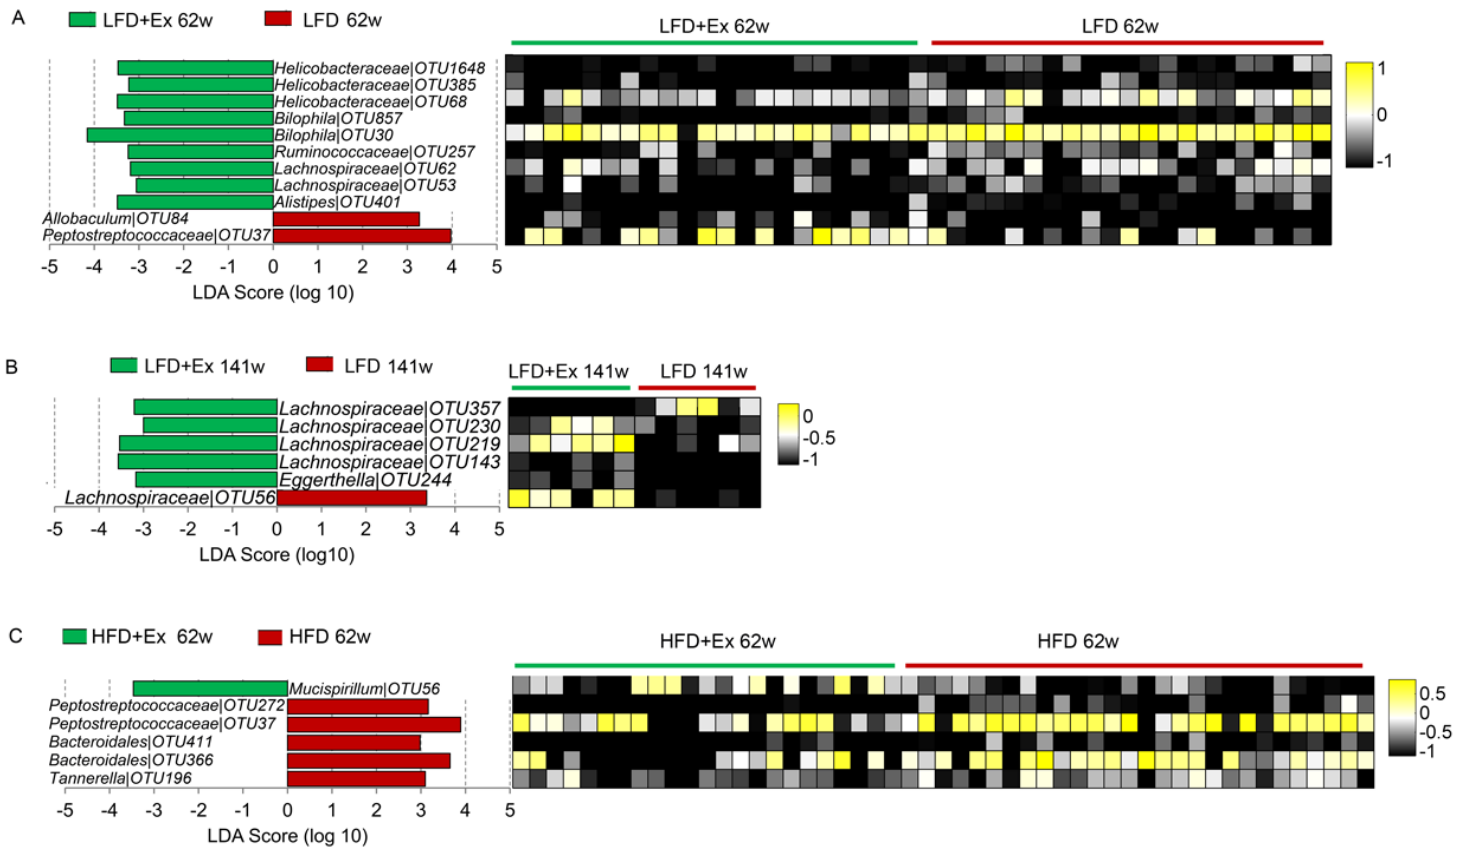 A
LFD+Ex 62w
LFD 62w
LFD+Ex 62w
LFD 62w
Helicobacteraceae|OTU1648
Helicobacteraceae|OTU385
Helicobacteraceae|OTU68
Bilophila|OTU857
Bilophila|OTU30
Ruminococcaceae|OTU257
Lachnospiraceae|OTU62
Lachnospiraceae|OTU53
Alistipes|OTU401
Allobaculum|OTU84
Peptostreptococcaceae|OTU37
1
0
-1
-5 -4 -3 -2 -1 0 1 2 3 4 5
LDA Score (log 10)
B
LFD+Ex 141w
LFD 141w
LFD+Ex 141w
LFD 141w
Lachnospiraceae|OTU357
Lachnospiraceae|OTU230
Lachnospiraceae|OTU219
Lachnospiraceae|OTU143
Eggerthella|OTU244
Lachnospiraceae|OTU56
0
-0.5
-1
-5 -4 -3 -2 -1 0 1 2 3 4 5
LDA Score (log10)
C
HFD+Ex 62w
HFD 62w
HFD+Ex 62w
HFD 62w
Mucispirillum|OTU56
Peptostreptococcaceae|OTU272
Peptostreptococcaceae|OTU37
Bacteroidales|OTU411
Bacteroidales|OTU366
Tannerella|OTU196
0.5
0
-0.5
-1
-5 -4 -3 -2 -1 0 1 2 3 4 5
LDA Score (log 10)